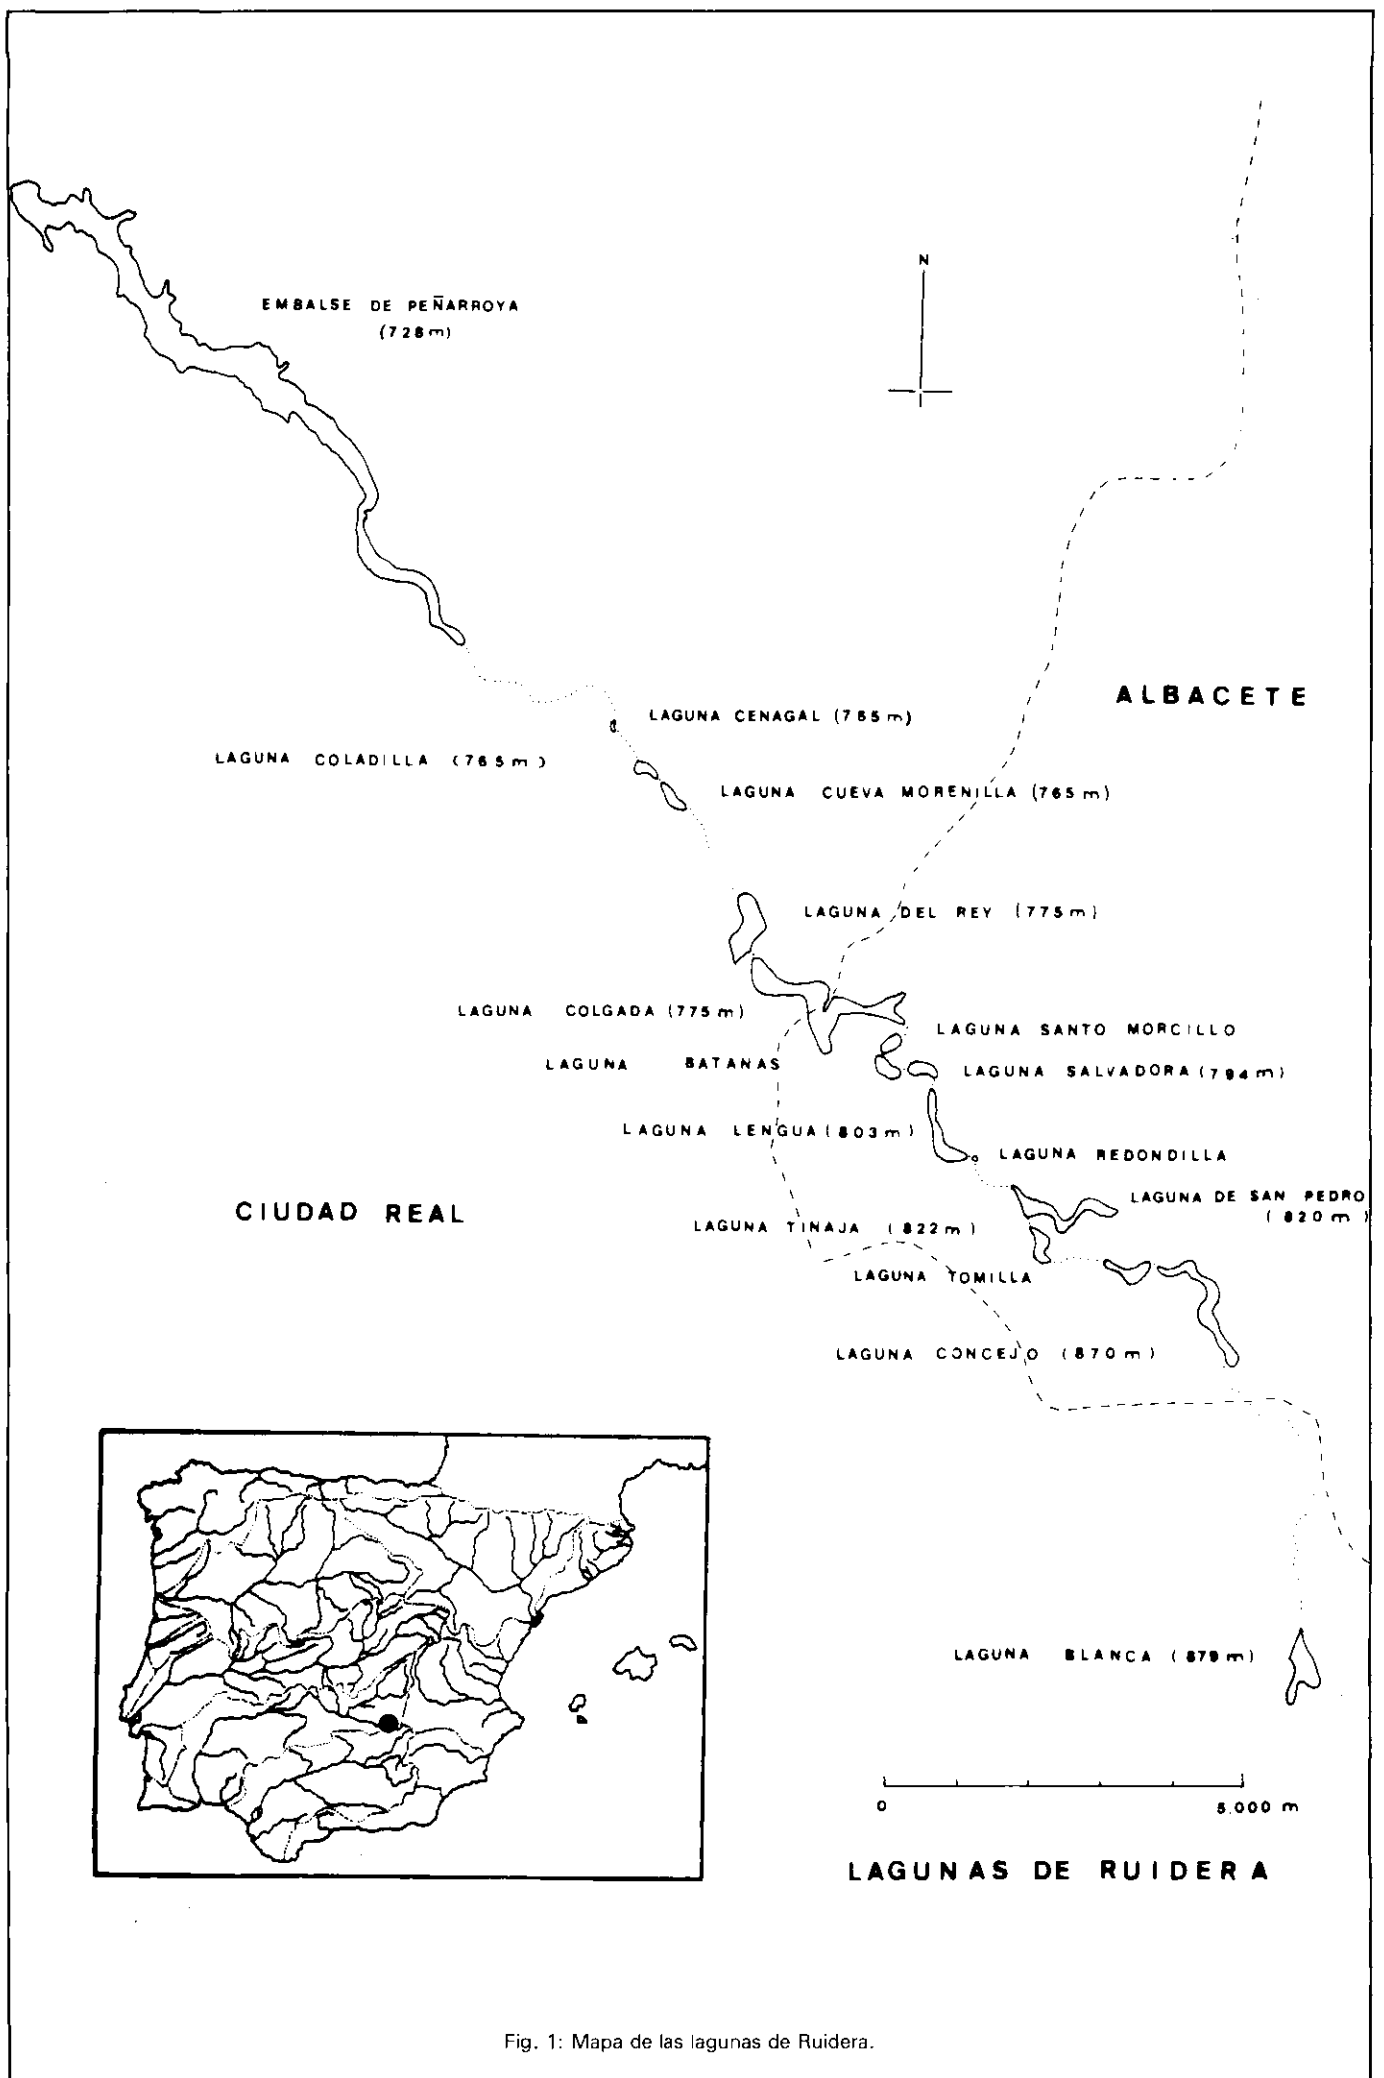 N
EMBALSE DE PEÑARROYA
(728m)
ALBACETE
LAGUNA CENAGAL (765m)
LAGUNA COLADILLA (765m)
LAGUNA CUEVA MORENILLA (765m)
LAGUNA DEL REY (775m)
LAGUNA COLGADA (775m)
LAGUNA SANTO MORCILLO
LAGUNA BATANAS
LAGUNA SALVADORA (794m)
LAGUNA LENGUA (803m)
LAGUNA REDONDILLA
CIUDAD REAL
LAGUNA DE SAN PEDRO
(820m)
LAGUNA TINAJA (822m)
LAGUNA TOMILLA
LAGUNA CONCEJO (870m)
LAGUNA BLANCA (879m)
0 5.000 m
LAGUNAS DE RUIDERA
Fig. 1: Mapa de las lagunas de Ruidera.